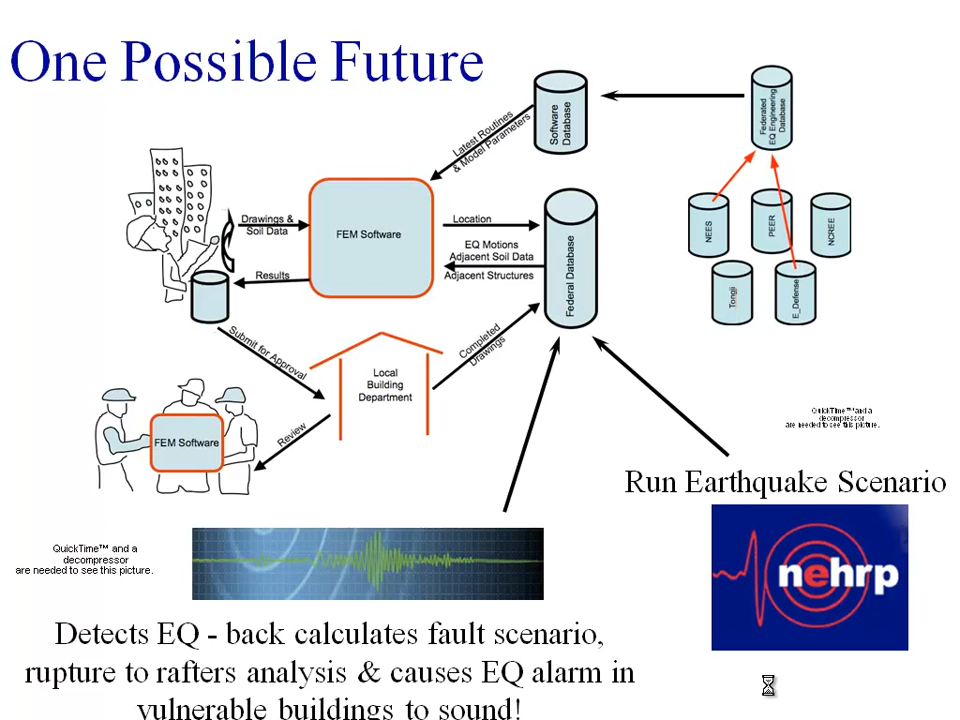 One Possible Future
Software
Database
Federated
EQ Engineering
Database
Latest Routines
& Model Parameters
NEES
PEER
NCREE
Tongji
E_Defense
Drawings &
Soil Data
FEM Software
Location
EQ Motions
Adjacent Soil Data
Adjacent Structures
Federal Database
Results
Submit for Approval
Local
Building
Department
Completed
Drawings
Review
FEM Software
QuickTime™ and a
decompressor
are needed to see this picture.
Run Earthquake Scenario
nehrp
QuickTime™ and a
decompressor
are needed to see this picture.
Detects EQ - back calculates fault scenario,
rupture to rafters analysis & causes EQ alarm in
vulnerable buildings to sound!